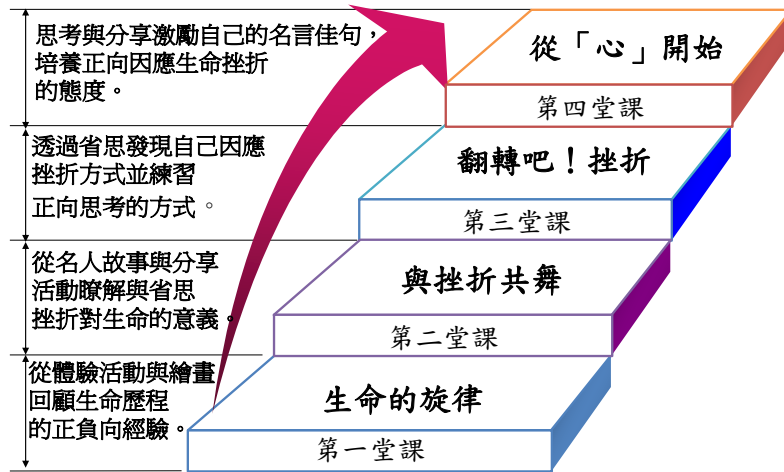 思考與分享激勵自己的名言佳句，
培養正向因應生命挫折
的態度。
從「心」開始
第四堂課
透過省思發現自己因應
挫折方式並練習
正向思考的方式。
翻轉吧！挫折
第三堂課
從名人故事與分享
活動瞭解與省思
挫折對生命的意義。
與挫折共舞
第二堂課
從體驗活動與繪畫
回顧生命歷程
的正負向經驗。
生命的旋律
第一堂課